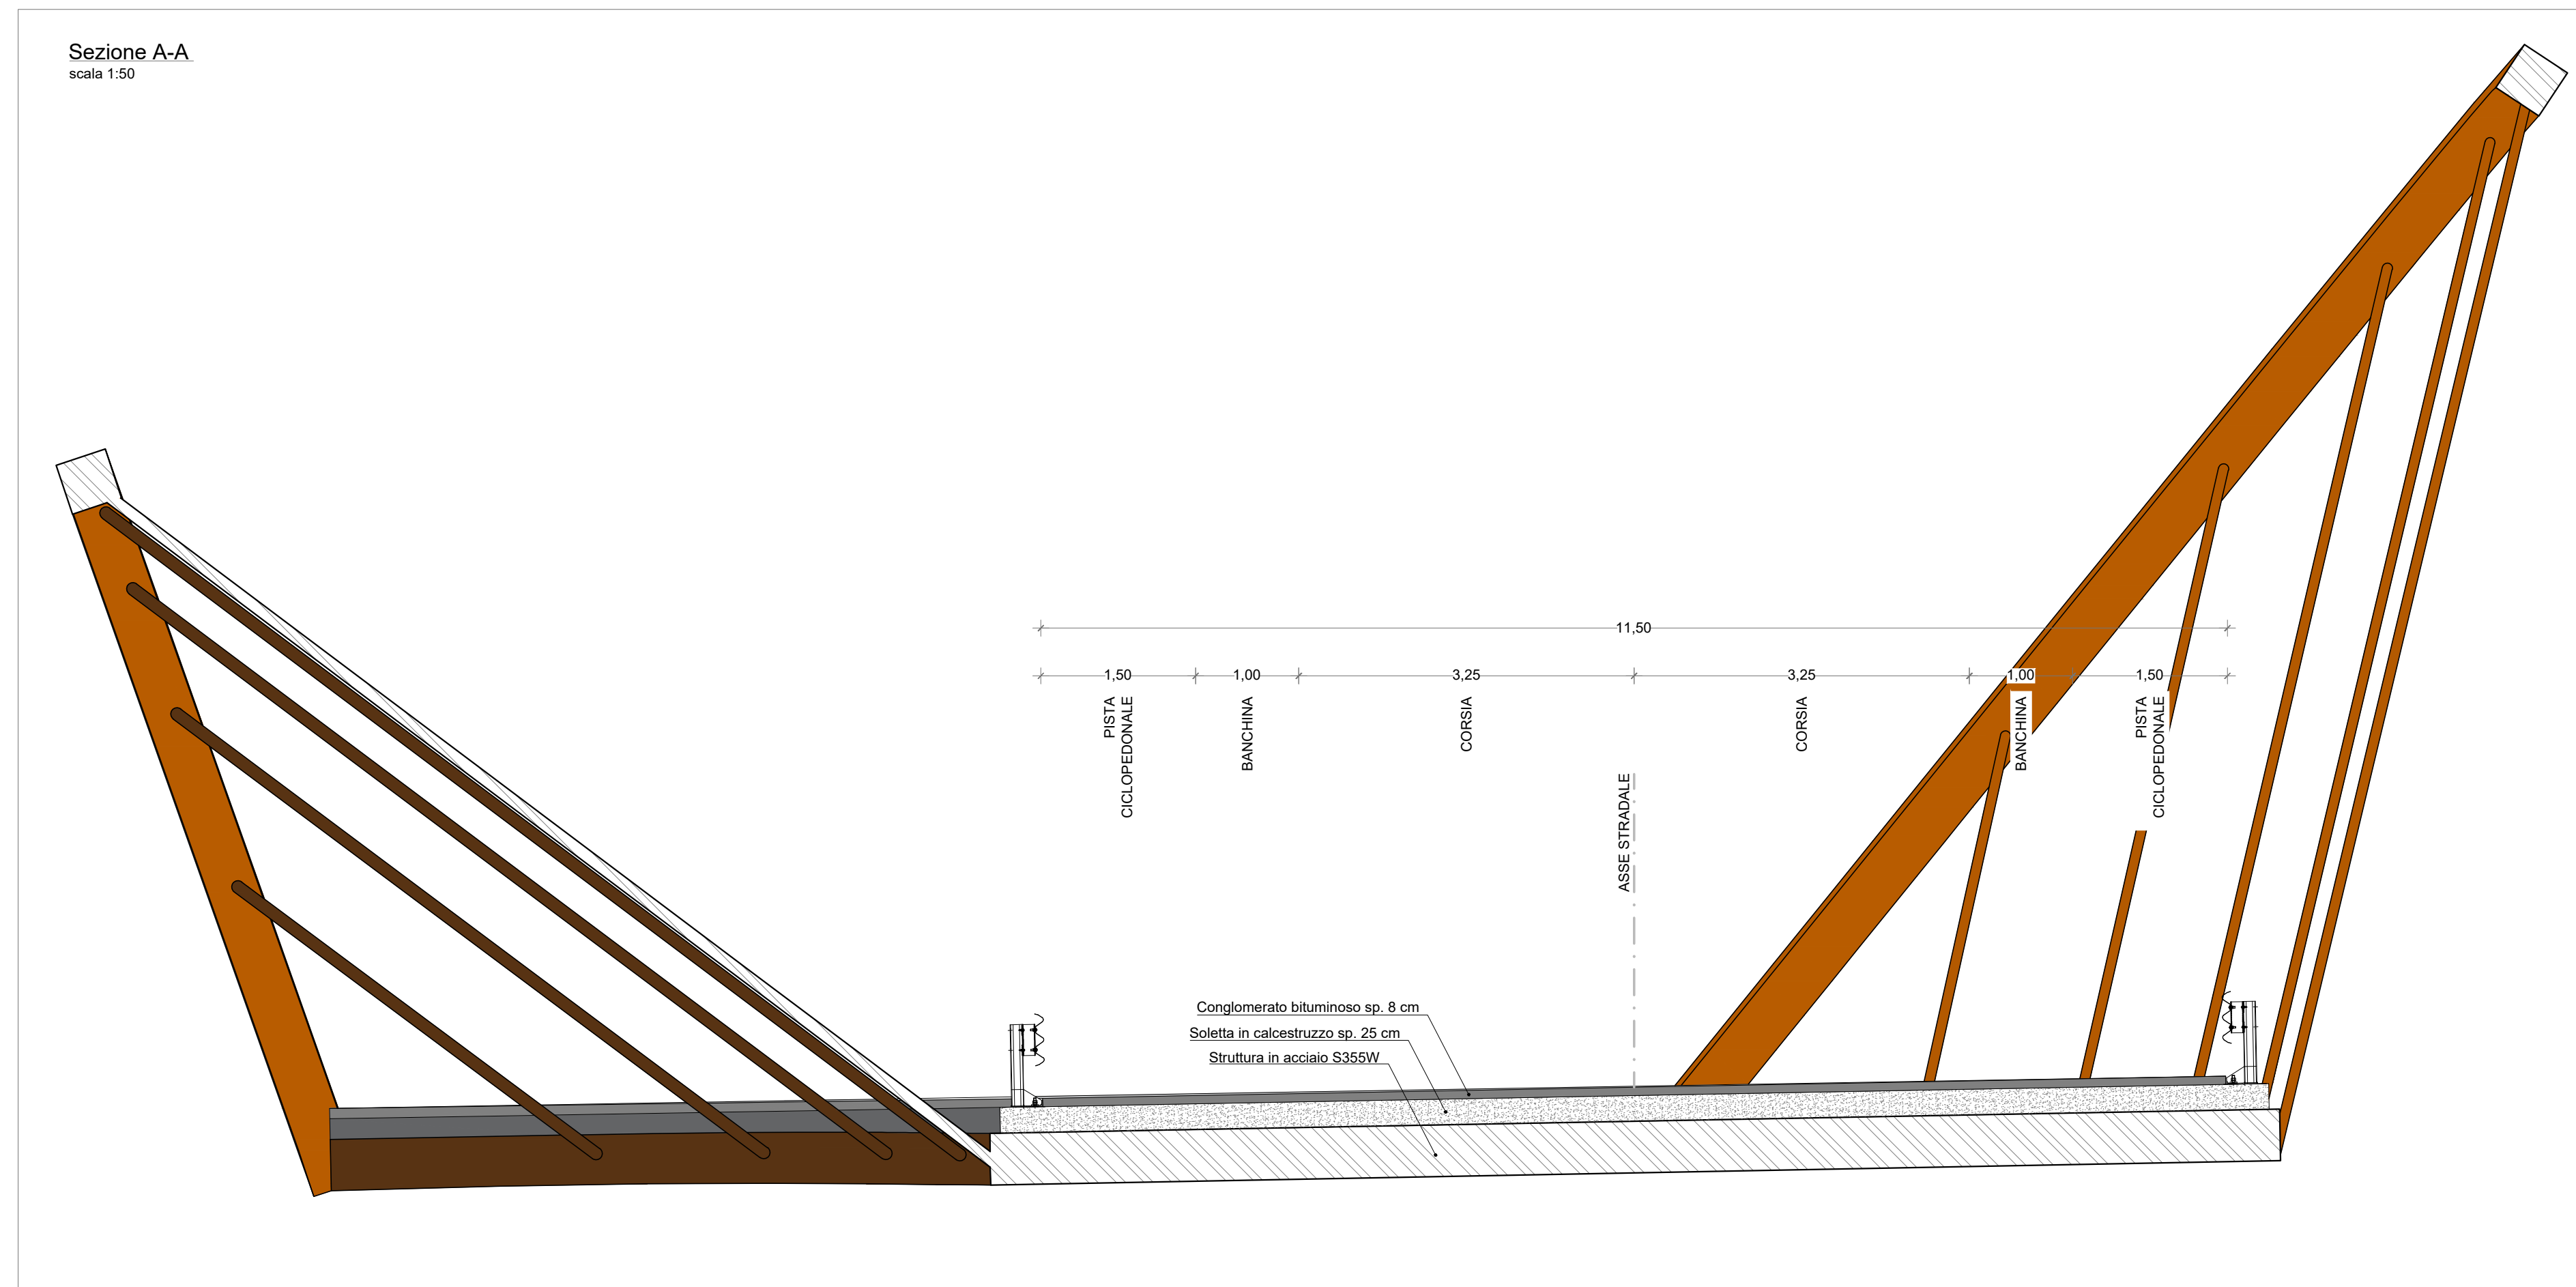 Sezione A-A
scala 1:50
11,50
1,50
1,00
3,25
3,25
1,00
1,50
PISTA
CICLOPEDONALE
BANCHINA
CORSIA
CORSIA
BANCHINA
PISTA
CICLOPEDONALE
ASSE STRADALE
Conglomerato bituminoso sp. 8 cm
Soletta in calcestruzzo sp. 25 cm
Struttura in acciaio S355W